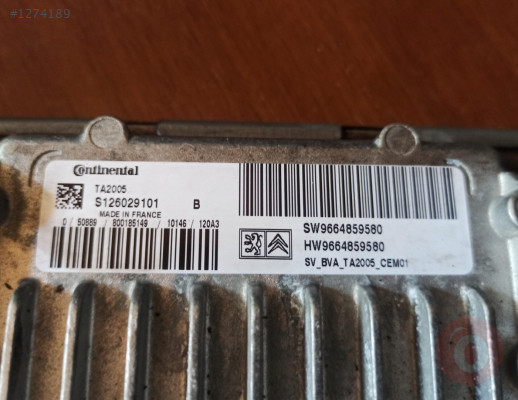 #1274189
Continental
TA2005
S126029101 B
MADE IN FRANCE
0 / 50889 / 800185149 / 10146 / 120A3
SW9664859580
HW9664859580
SV_BVA_TA2005_CEM01